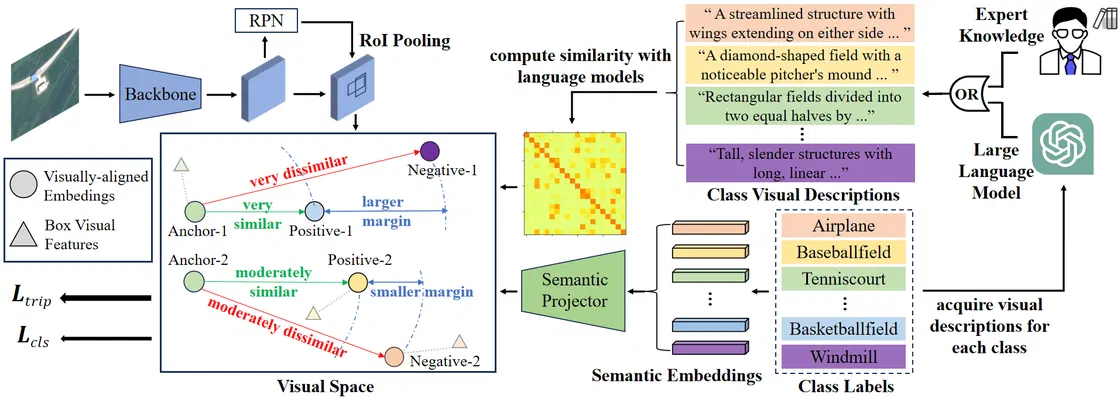 RPN
RoI Pooling
Backbone
compute similarity with
language models
“ A streamlined structure with
wings extending on either side ... ”
“A diamond-shaped field with a
noticeable pitcher's mound ... ”
“Rectangular fields divided into
two equal halves by ...”
“Tall, slender structures with
long, linear ...”
Class Visual Descriptions
Expert
Knowledge
OR
Large
Language
Model
Visually-aligned
Embedings
Box Visual
Features
very dissimilar
Negative-1
very
similar
larger
margin
Anchor-1
Positive-1
Anchor-2
Positive-2
moderately
similar
smaller margin
moderately dissimilar
Negative-2
Visual Space
Ltrip
Lcls
Semantic
Projector
Semantic Embeddings
Airplane
Baseballfield
Tenniscourt
Basketballfield
Windmill
Class Labels
acquire visual
descriptions for
each class